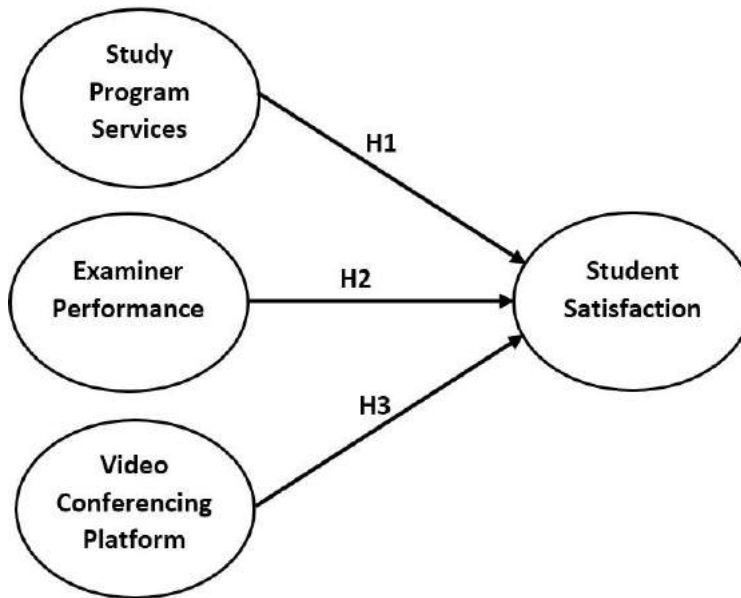 Study
Program
Services
H1
Examiner
Performance
H2
Student
Satisfaction
H3
Video
Conferencing
Platform